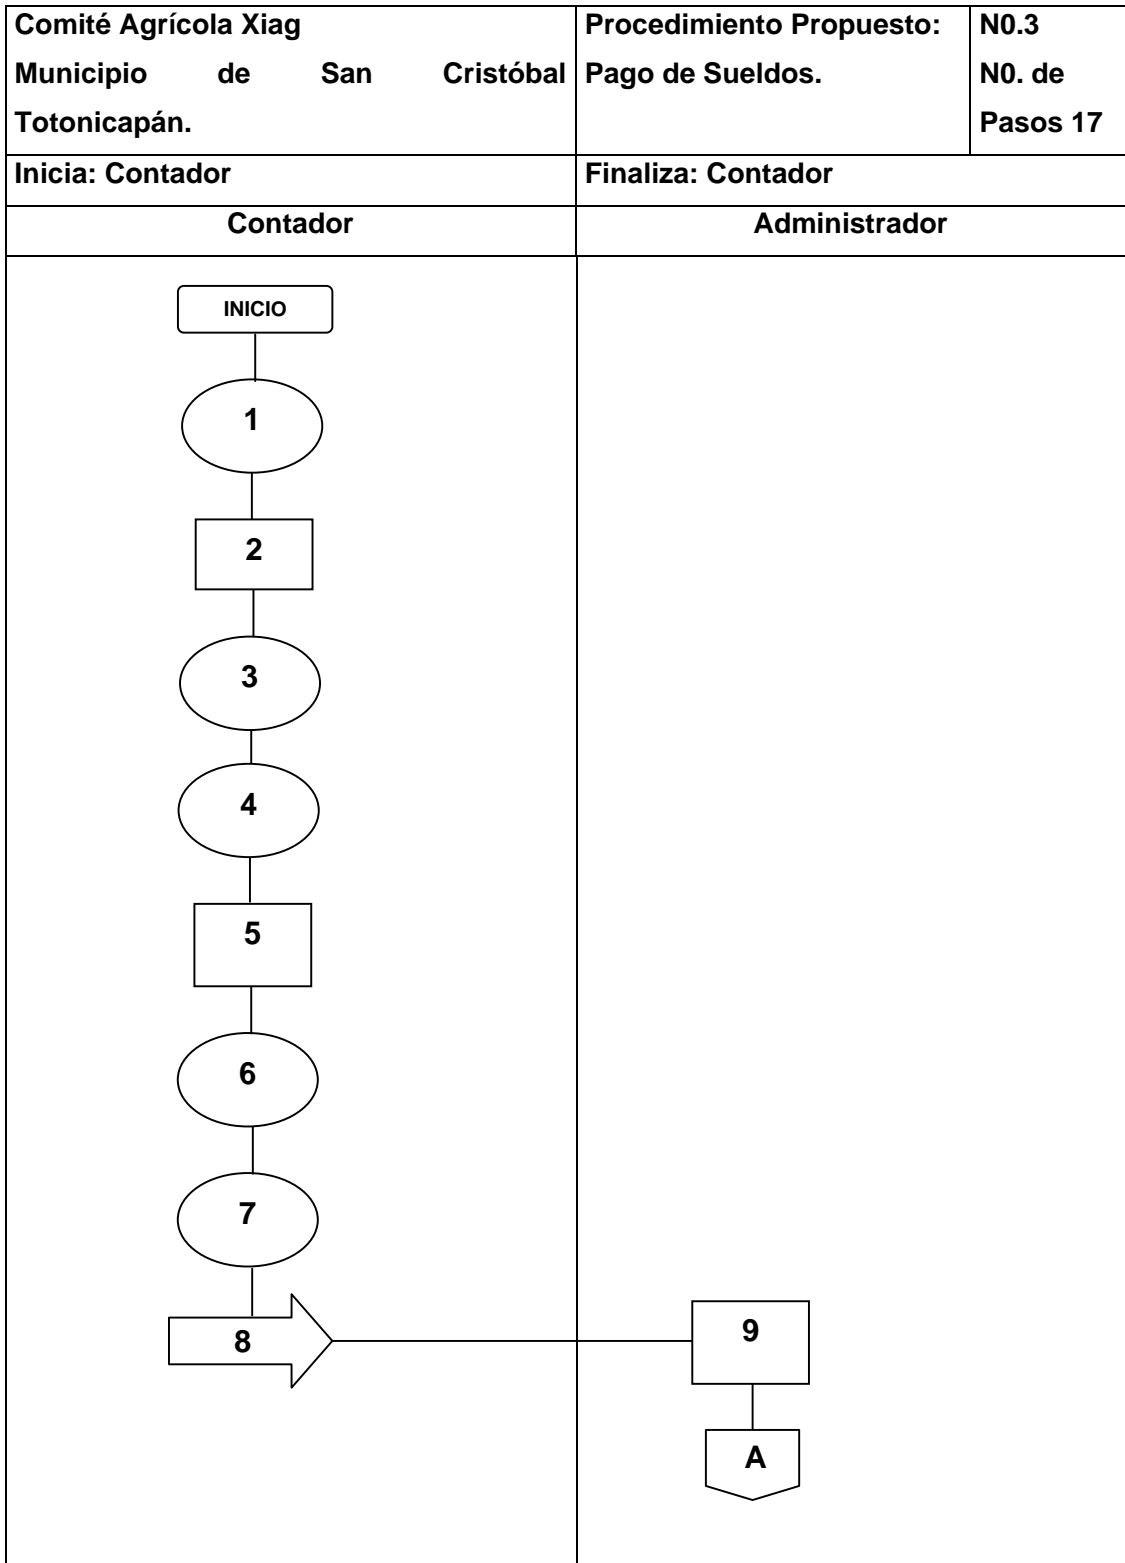 Comité Agrícola Xiag
Municipio de San Cristóbal
Totonicapán.
Procedimiento Propuesto:
Pago de Sueldos.
N0.3
N0. de
Pasos 17
Inicia: Contador
Finaliza: Contador
Contador
Administrador
INICIO
1
2
3
4
5
6
7
8
9
A